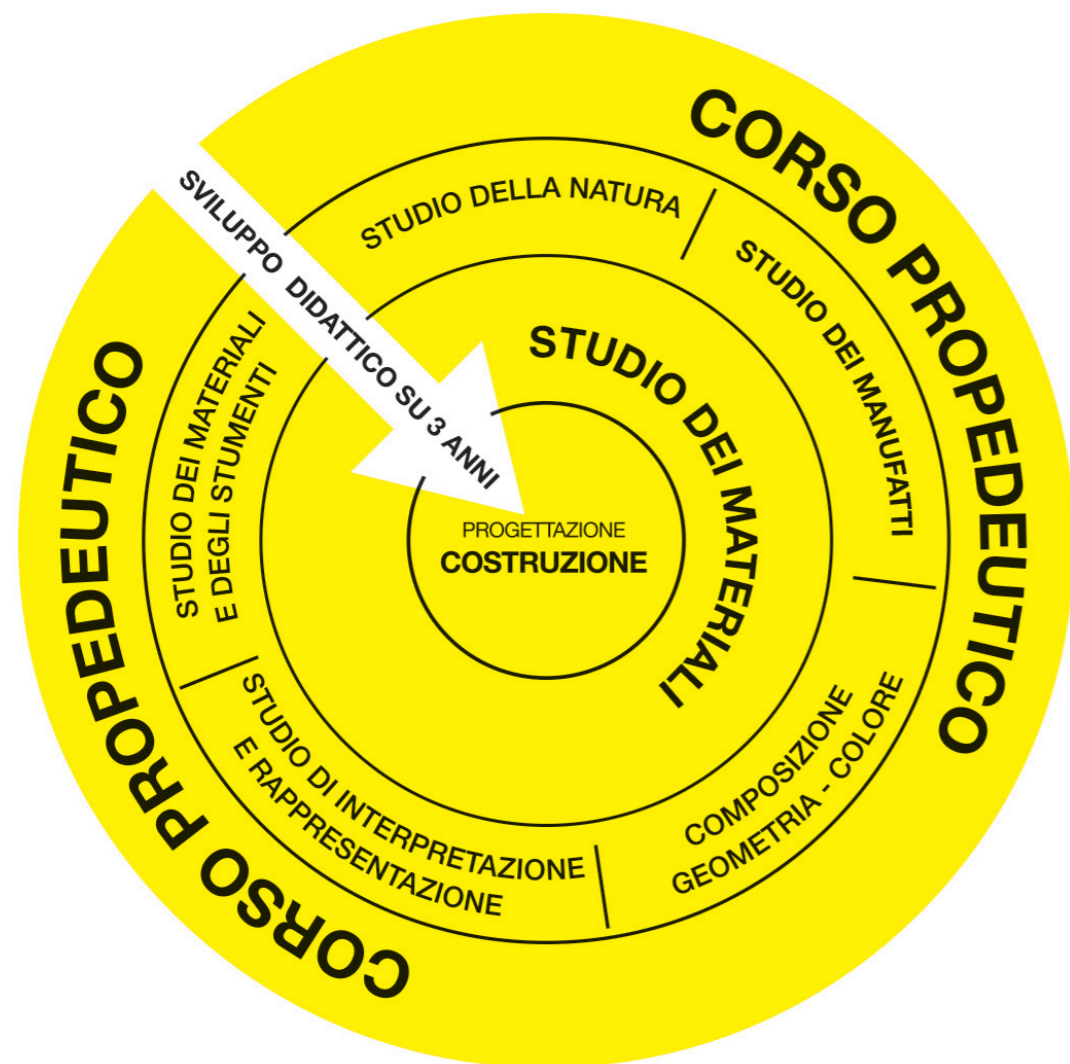 CORSO PROPEDEUTICO
CORSO PROPEDEUTICO
SVILUPPO DIDATTICO SU 3 ANNI
STUDIO DELLA NATURA
STUDIO DEI MANUFATTI
COMPOSIZIONE
GEOMETRIA - COLORE
STUDIO DI INTERPRETAZIONE
E RAPPRESENTAZIONE
STUDIO DEI MATERIALI
E DEGLI STUMENTI
STUDIO DEI MATERIALI
PROGETTAZIONE
COSTRUZIONE